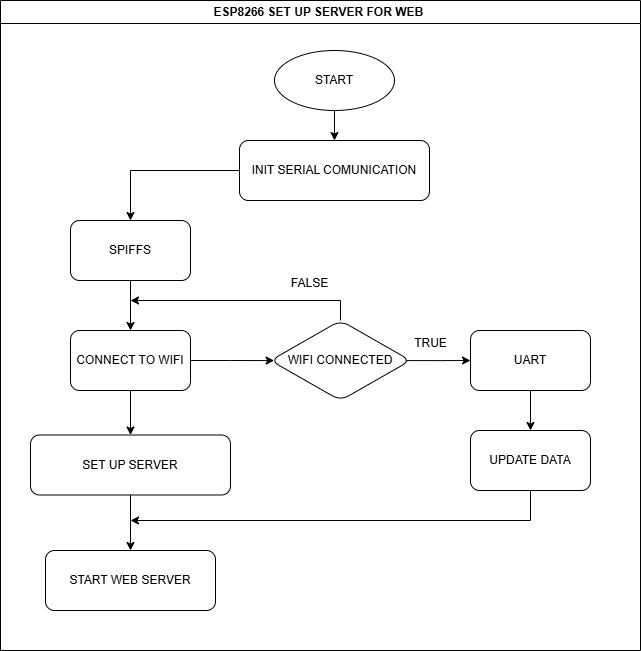 ESP8266 SET UP SERVER FOR WEB
START
INIT SERIAL COMUNICATION
SPIFFS
FALSE
CONNECT TO WIFI
WIFI CONNECTED
TRUE
UART
SET UP SERVER
UPDATE DATA
START WEB SERVER